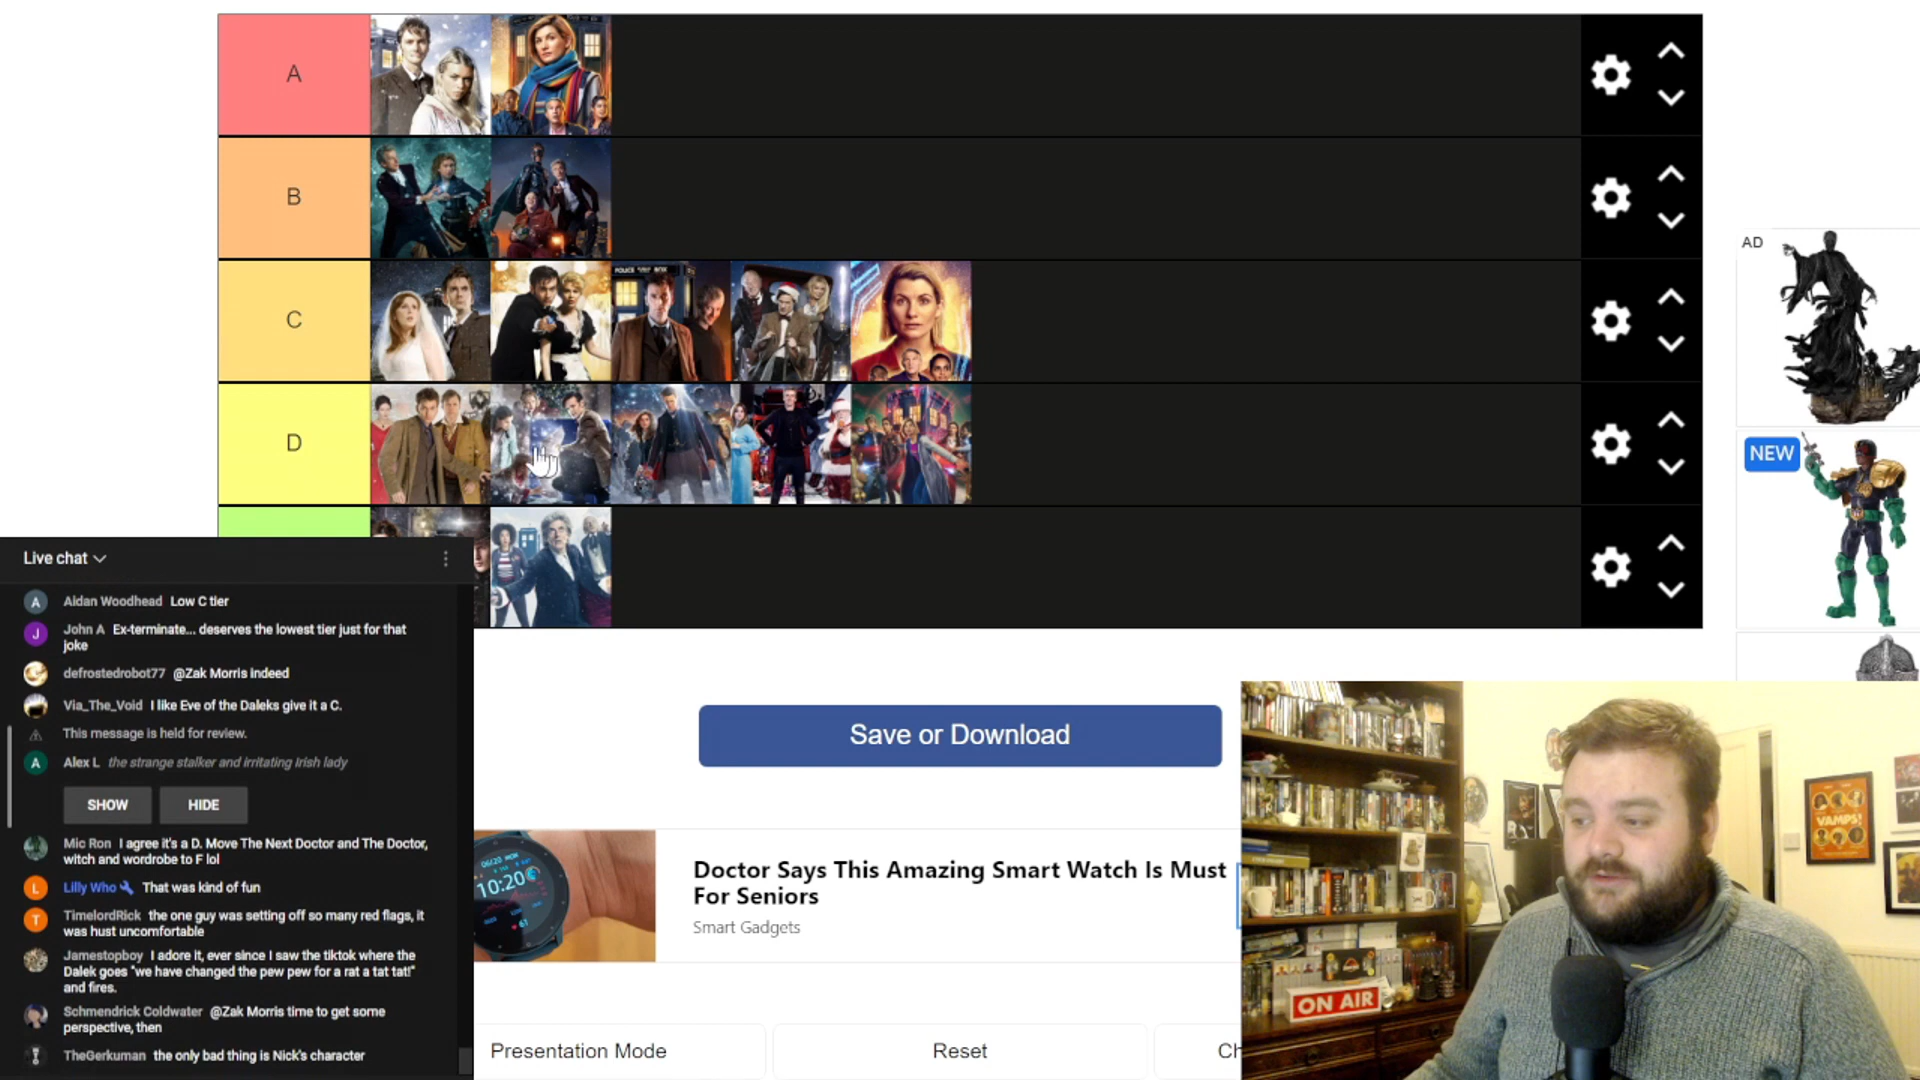 A
B
POLICE BOX
C
D
AD
NEW
Live chat
A Aidan Woodhead Low C tier
J John A Ex-terminate... deserves the lowest tier just for that
joke
defrostedrobot77 @Zak Morris indeed
Via_The_Void I like Eve of the Daleks give it a C.
This message is held for review.
A Alex L the strange stalker and irritating Irish lady
SHOW HIDE
Mic Ron I agree it's a D. Move The Next Doctor and The Doctor,
witch and wordrobe to F lol
L Lilly Who That was kind of fun
T TimelordRick the one guy was setting off so many red flags, it
was hust uncomfortable
Jamestopboy I adore it, ever since I saw the tiktok where the
Dalek goes "we have changed the pew pew for a rat a tat tat!"
and fires.
Schmendrick Coldwater @Zak Morris time to get some
perspective, then
TheGerkuman the only bad thing is Nick's character
Save or Download
10:20
Doctor Says This Amazing Smart Watch Is Must
For Seniors
Smart Gadgets
Presentation Mode
Reset
Ch
VAMPS!
ON AIR